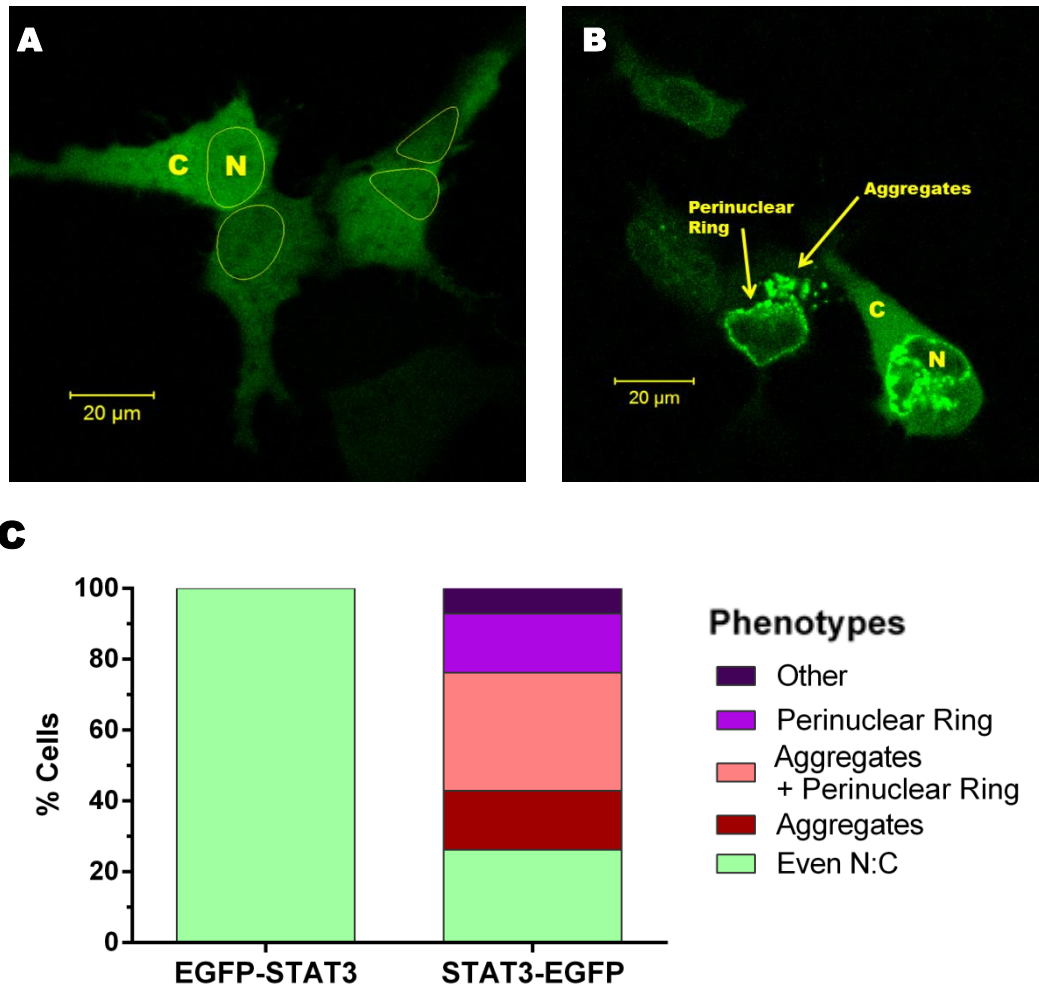 A
C
N
20 µm
B
Perinuclear
Ring
Aggregates
C
N
20 µm
C
% Cells
100
80
60
40
20
0
EGFP-STAT3
STAT3-EGFP
Phenotypes
Other
Perinuclear Ring
Aggregates
+ Perinuclear Ring
Aggregates
Even N:C